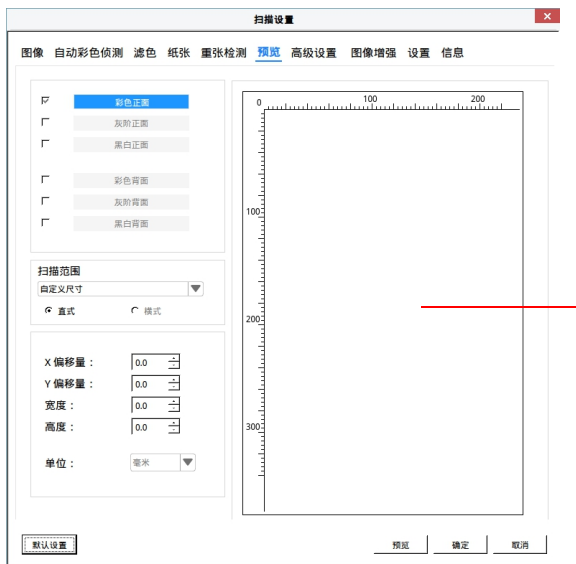 扫描设置
图像 自动彩色侦测 滤色 纸张 重张检测 预览 高级设置 图像增强 设置 信息
彩色正面
灰阶正面
黑白正面
彩色背面
灰阶背面
黑白背面
扫描范围
自定义尺寸
直式 横式
X 偏移量： 0.0
Y 偏移量： 0.0
宽度： 0.0
高度： 0.0
单位： 毫米
0 100 200
100
200
300
默认设置 预览 确定 取消